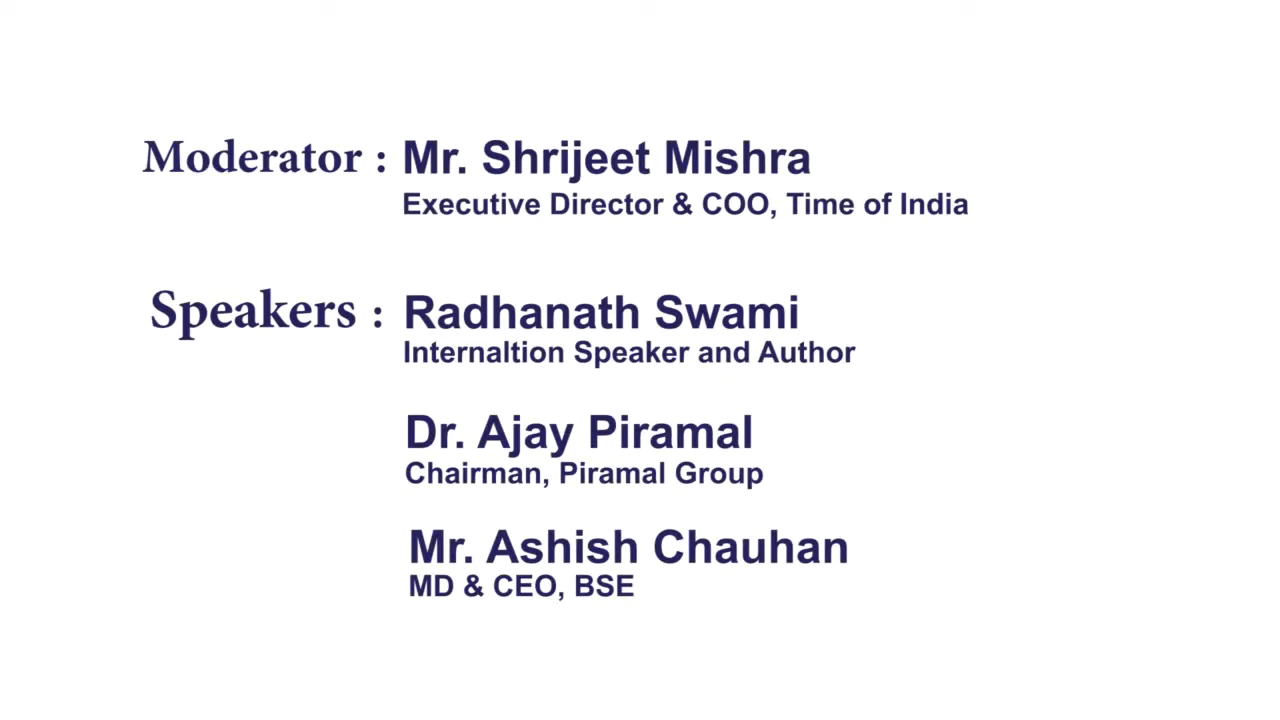 Moderator : Mr. Shrijeet Mishra
Executive Director & COO, Time of India
Speakers : Radhanath Swami
Internaltion Speaker and Author
Dr. Ajay Piramal
Chairman, Piramal Group
Mr. Ashish Chauhan
MD & CEO, BSE